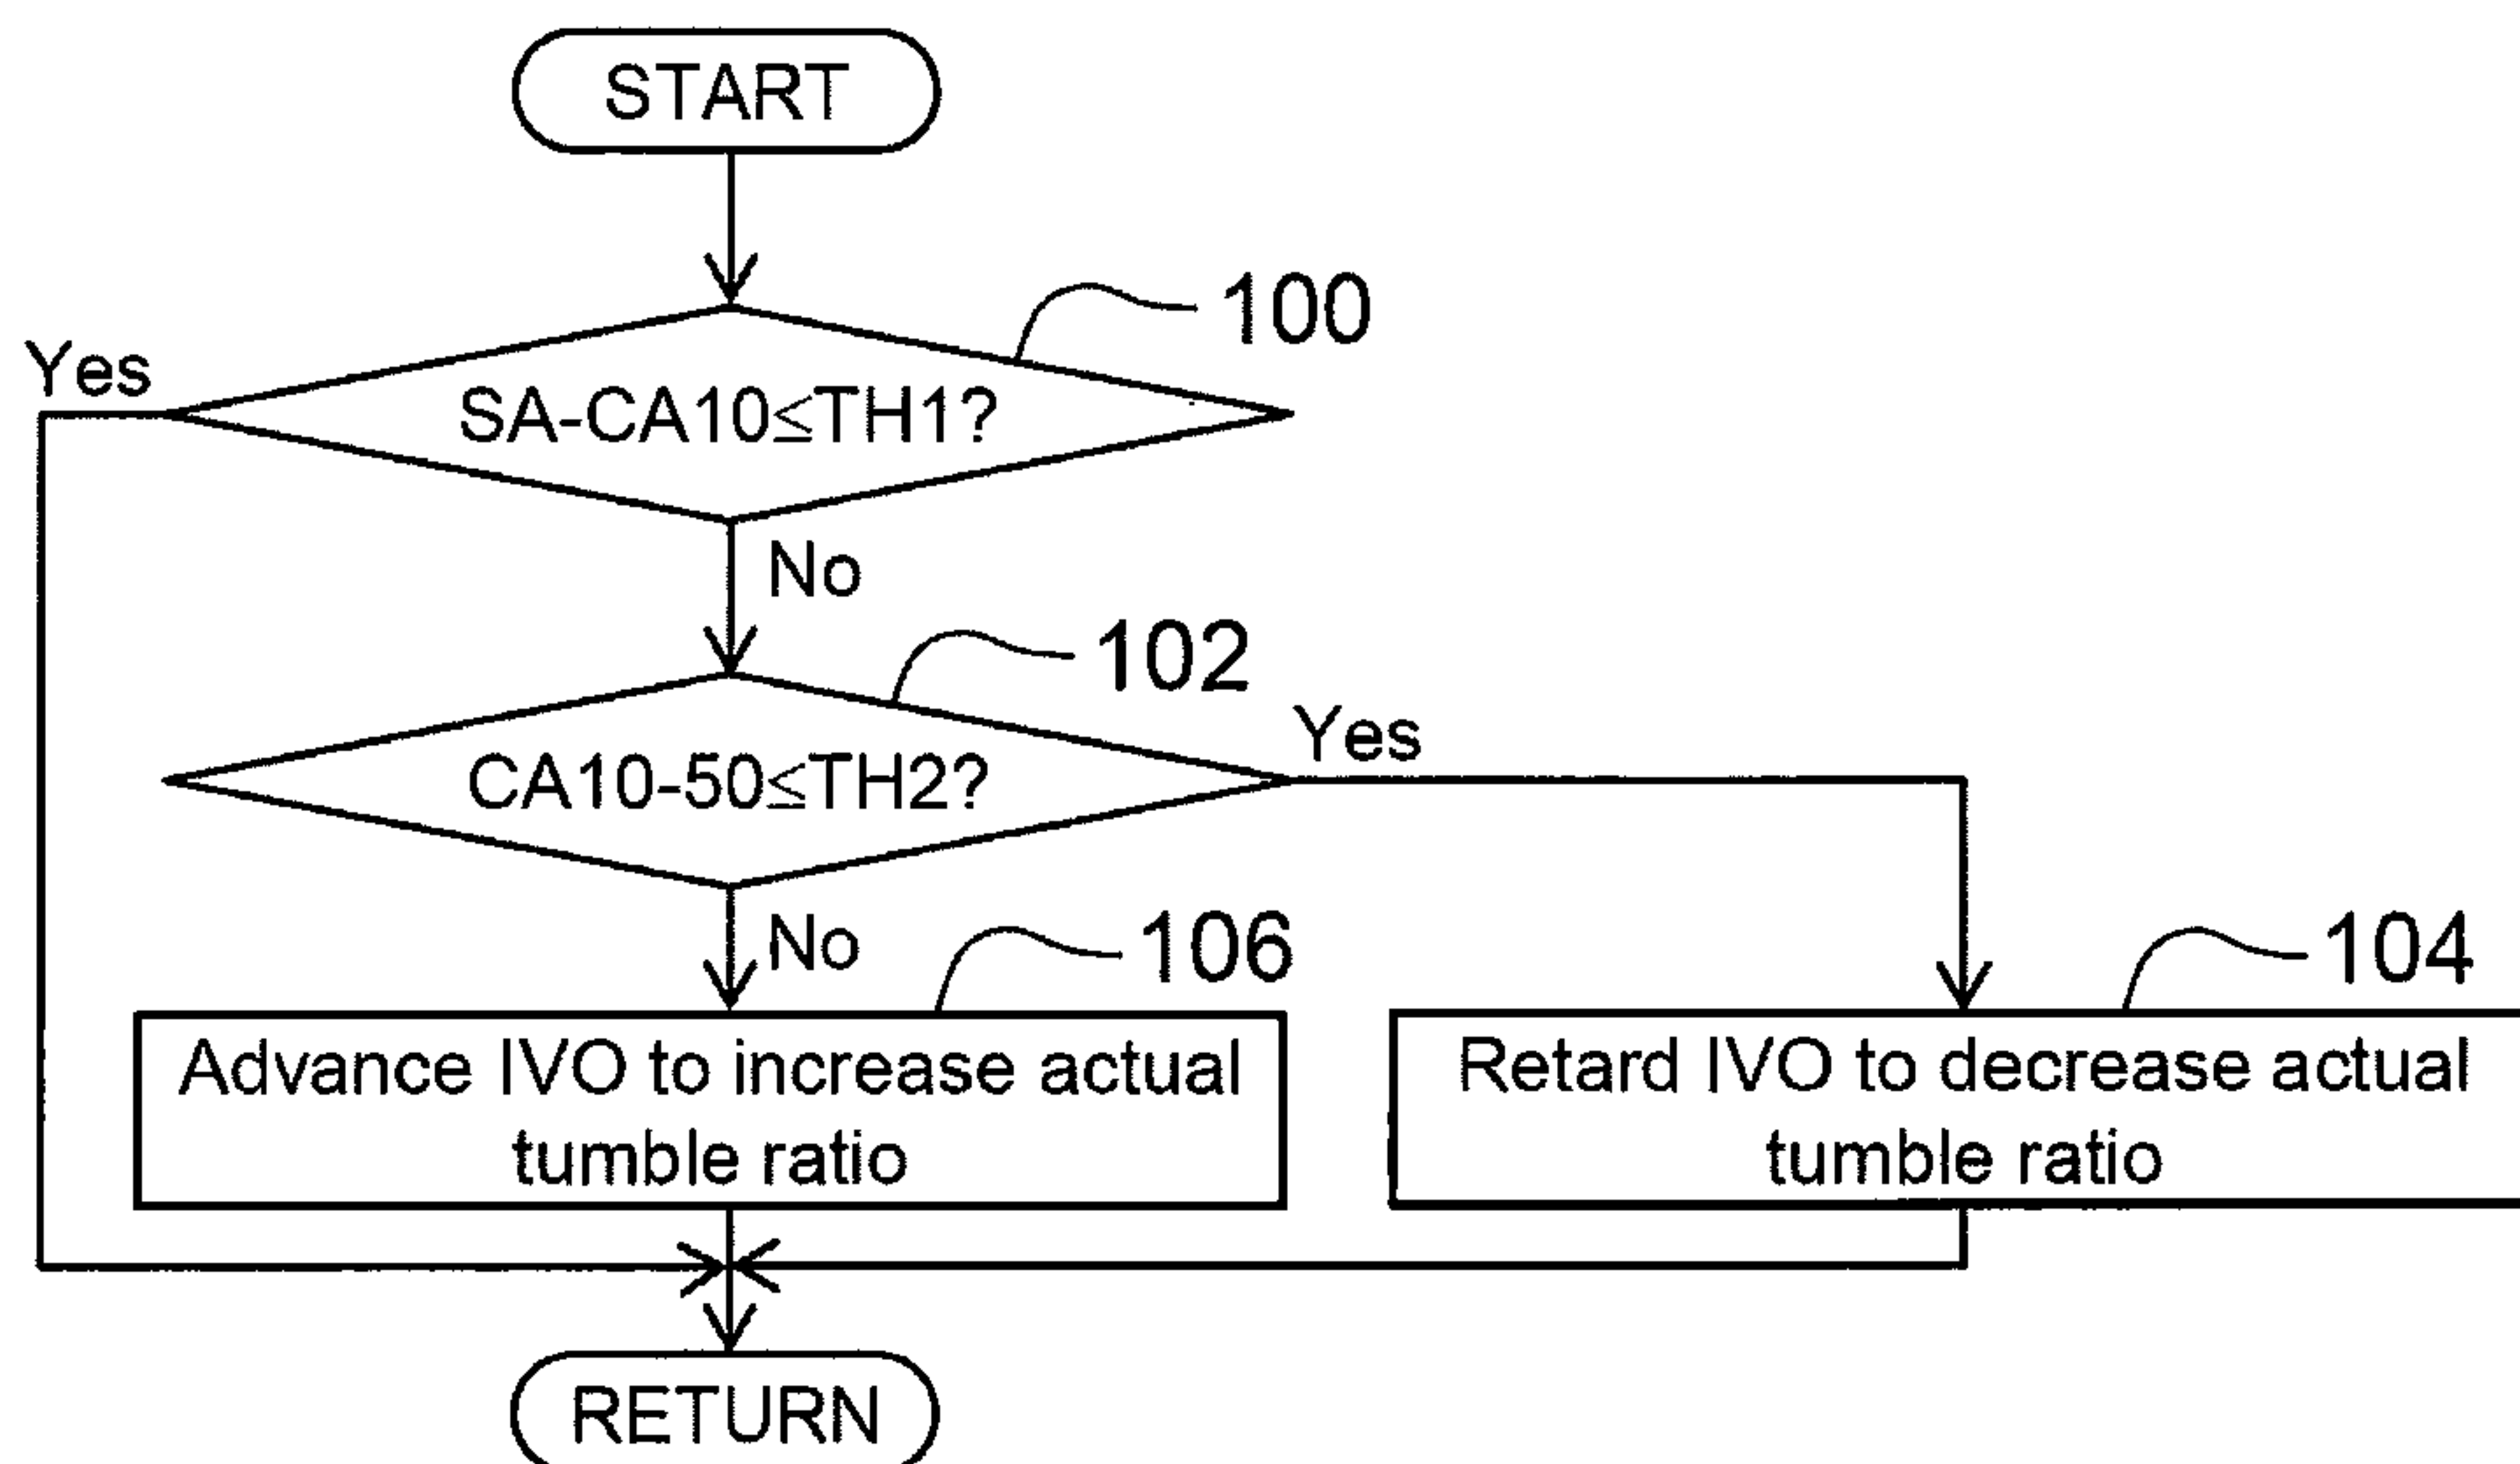 START
100
Yes
SA-CA10≦TH1?
No
102
Yes
CA10-50≦TH2?
No
106
104
Advance IVO to increase actual
tumble ratio
Retard IVO to decrease actual
tumble ratio
RETURN